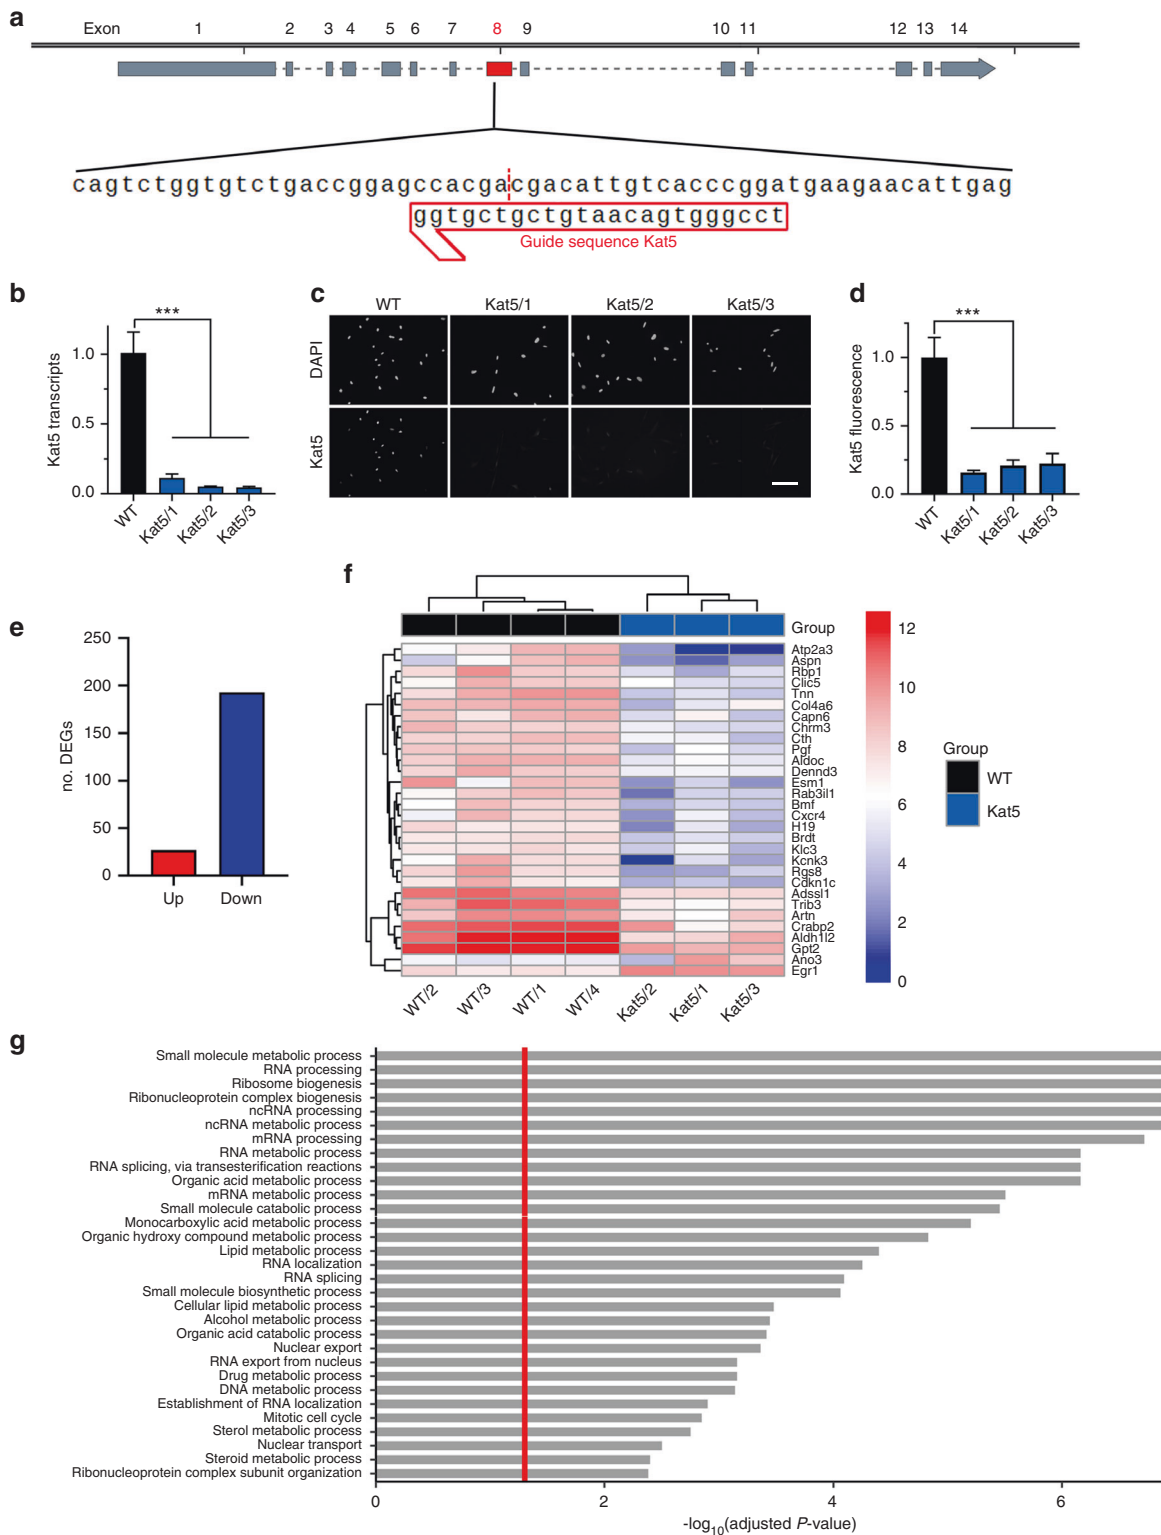 a
Exon 1 2 3 4 5 6 7 8 9 10 11 12 13 14
cagtctggtgtctgaccggagccacgacgacattgtcacccggatgaagaacattgag
ggtgctgctgtaacagtgggcct
Guide sequence Kat5
b
Kat5 transcripts
***
1.0
0.5
0.0
WT Kat5/1 Kat5/2 Kat5/3
c
WT Kat5/1 Kat5/2 Kat5/3
DAPI
Kat5
d
Kat5 fluorescence
***
1.0
0.5
0.0
WT Kat5/1 Kat5/2 Kat5/3
e
no. DEGs
250
200
150
100
50
0
Up Down
f
Group
Atp2a3
Aspn
Rbp1
Clic5
Tnn
Col4a6
Capn6
Chrm3
Cth
Pgf
Aldoc
Dennd3
Esm1
Rab3il1
Bmf
Cxcr4
H19
Brdt
Klc3
Kcnk3
Rgs8
Cdkn1c
Adssl1
Trib3
Artn
Crabp2
Aldh1l2
Gpt2
Ano3
Egr1
WT/2 WT/3 WT/1 WT/4 Kat5/2 Kat5/1 Kat5/3
12
10
8
6
4
2
0
Group
WT
Kat5
g
Small molecule metabolic process
RNA processing
Ribosome biogenesis
Ribonucleoprotein complex biogenesis
ncRNA processing
ncRNA metabolic process
mRNA processing
RNA metabolic process
RNA splicing, via transesterification reactions
Organic acid metabolic process
mRNA metabolic process
Small molecule catabolic process
Monocarboxylic acid metabolic process
Organic hydroxy compound metabolic process
Lipid metabolic process
RNA localization
RNA splicing
Small molecule biosynthetic process
Cellular lipid metabolic process
Alcohol metabolic process
Organic acid catabolic process
Nuclear export
RNA export from nucleus
Drug metabolic process
DNA metabolic process
Establishment of RNA localization
Mitotic cell cycle
Sterol metabolic process
Nuclear transport
Steroid metabolic process
Ribonucleoprotein complex subunit organization
0 2 4 6
-log10(adjusted P-value)